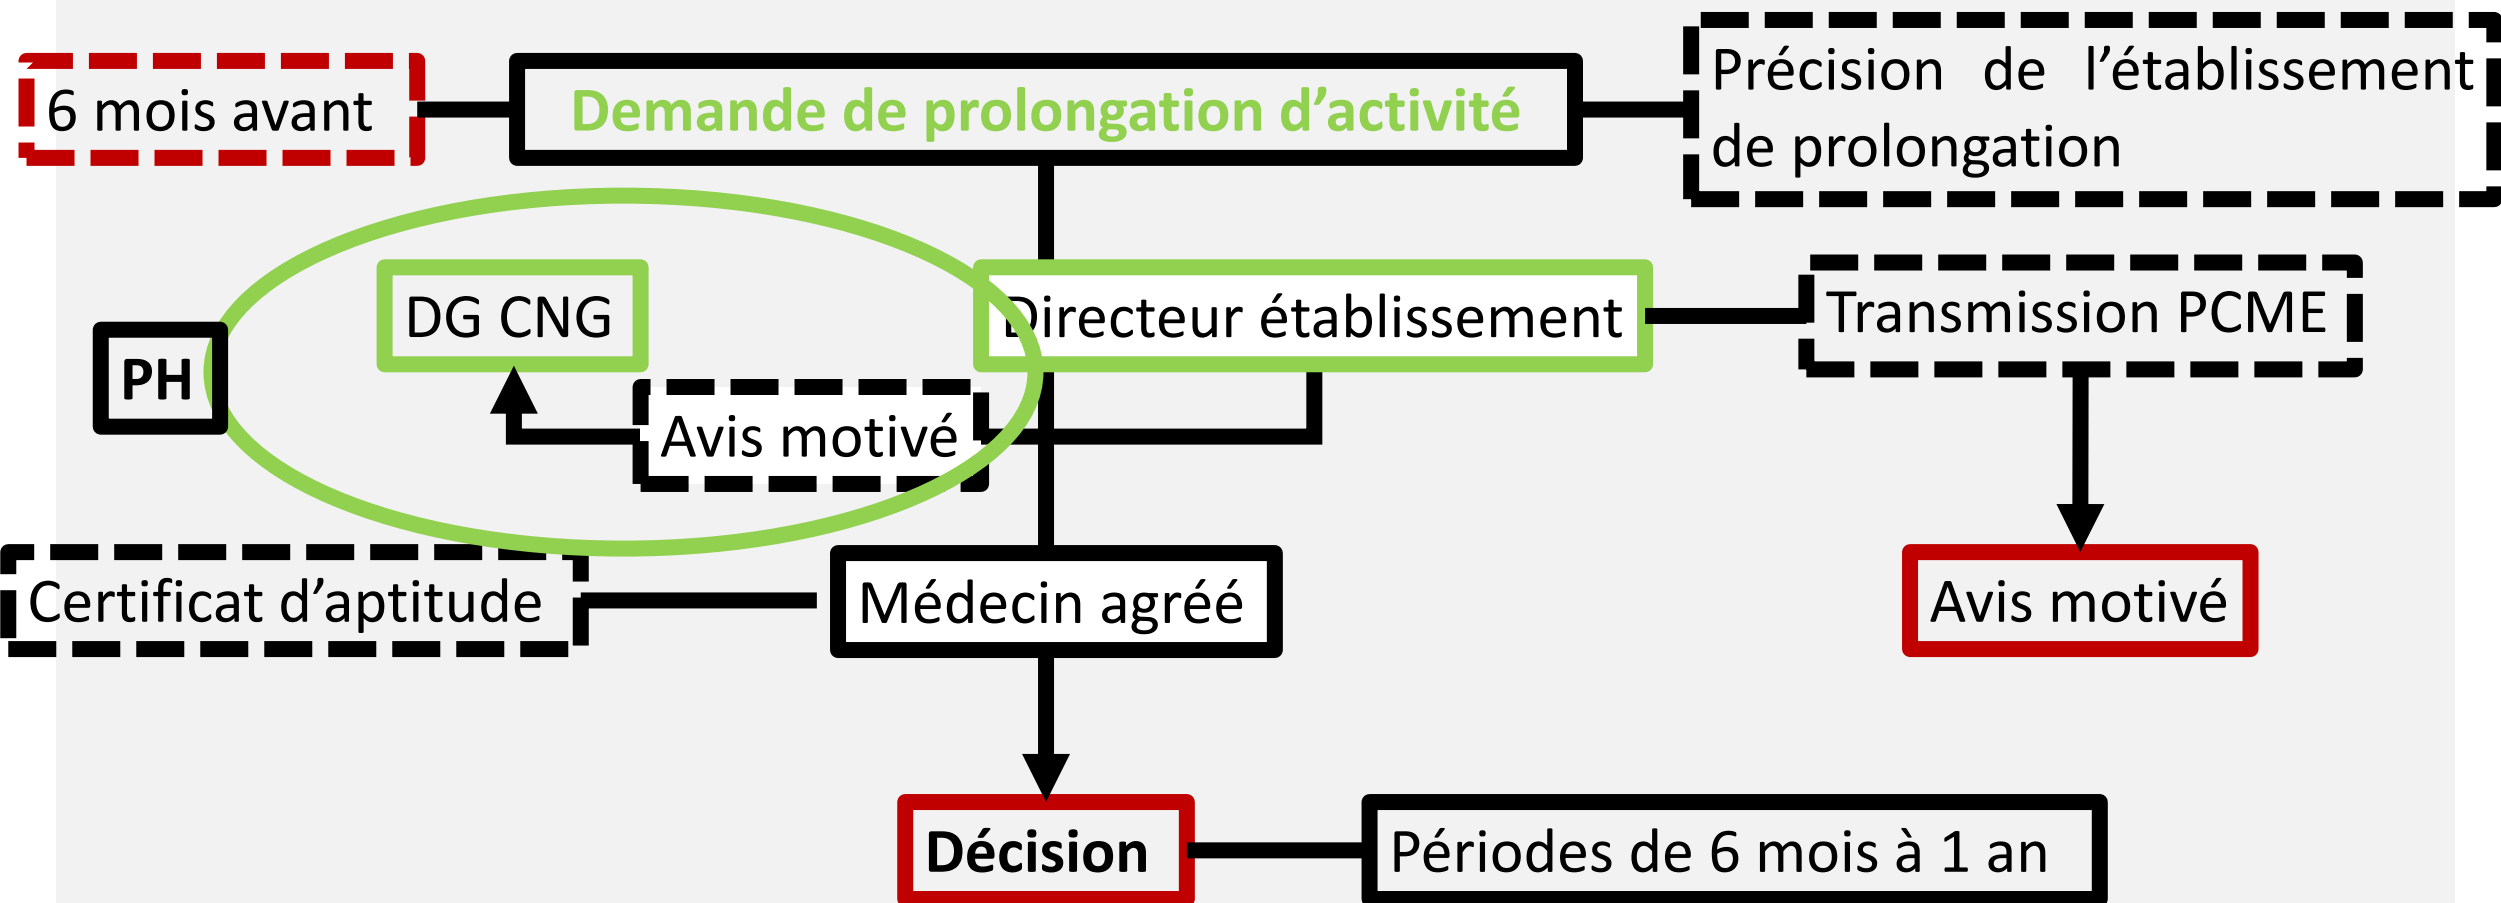 6 mois avant
Demande de prolongation d’activité
Précision de l’établissement
de prolongation
DG CNG
Directeur établissement
Transmission PCME
PH
Avis motivé
Certificat d’aptitude
Médecin agréé
Avis motivé
Décision
Périodes de 6 mois à 1 an